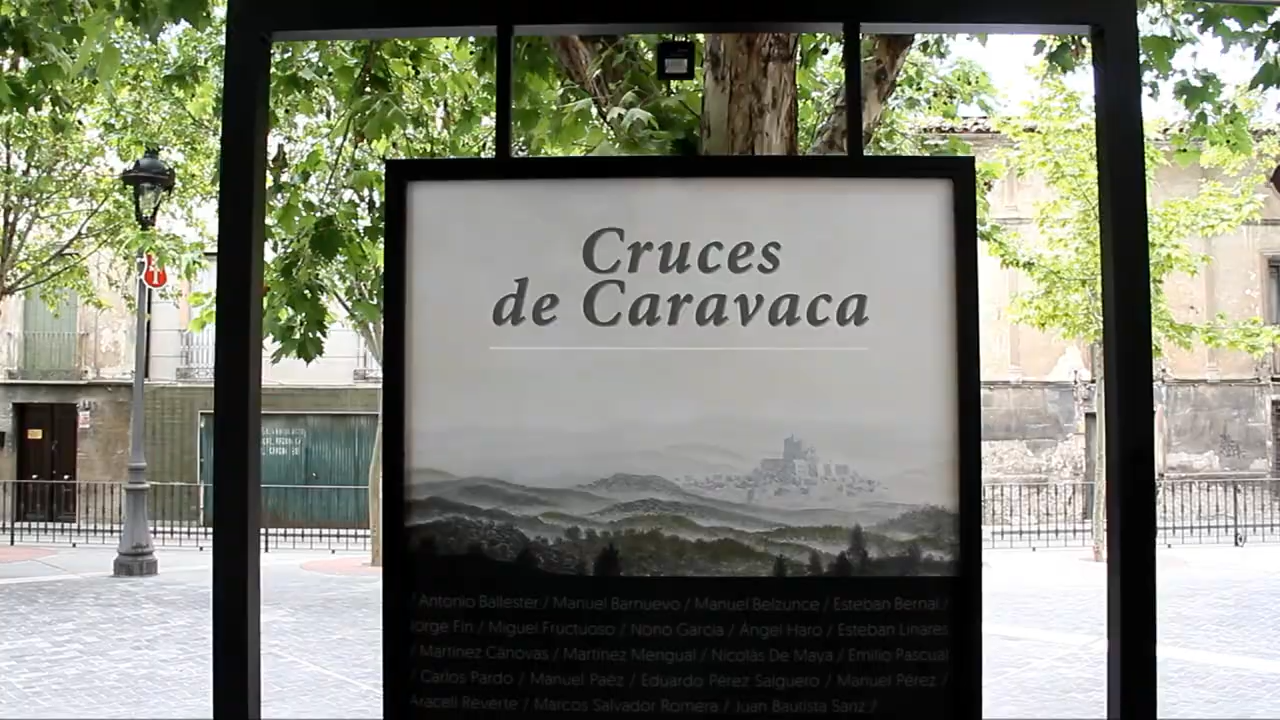 Cruces
de Caravaca
/ Antonio Ballester / Manuel Barnuevo / Manuel Belzunce / Esteban Bernal /
Jorge Fin / Miguel Fructuoso / Nono García / Ángel Haro / Esteban Linares
/ Martínez Cánovas / Martínez Mengual / Nicolás De Maya / Emilio Pascual
/ Carlos Pardo / Manuel Páez / Eduardo Pérez Salguero / Manuel Pérez /
Araceli Reverte / Marcos Salvador Romera / Juan Bautista Sanz /